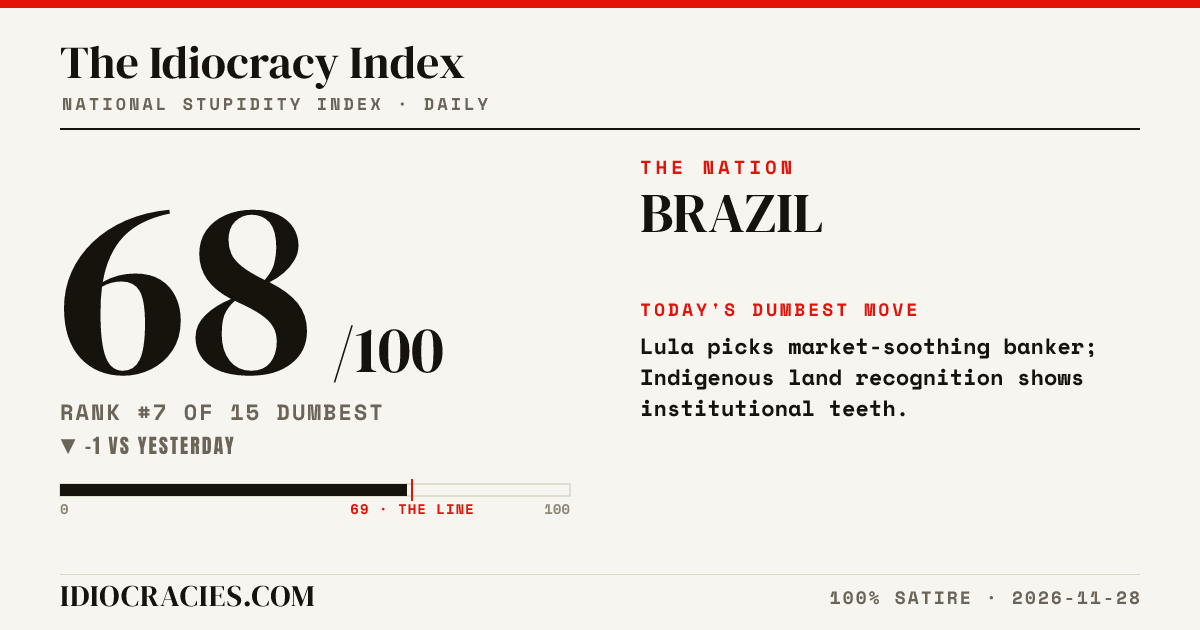 The Idiocracy Index
NATIONAL STUPIDITY INDEX · DAILY
68 /100
RANK #7 OF 15 DUMBEST
▼ -1 VS YESTERDAY
0
69 · THE LINE
100
THE NATION
BRAZIL
TODAY'S DUMBEST MOVE
Lula picks market-soothing banker;
Indigenous land recognition shows
institutional teeth.
IDIOCRACIES.COM
100% SATIRE · 2026-11-28